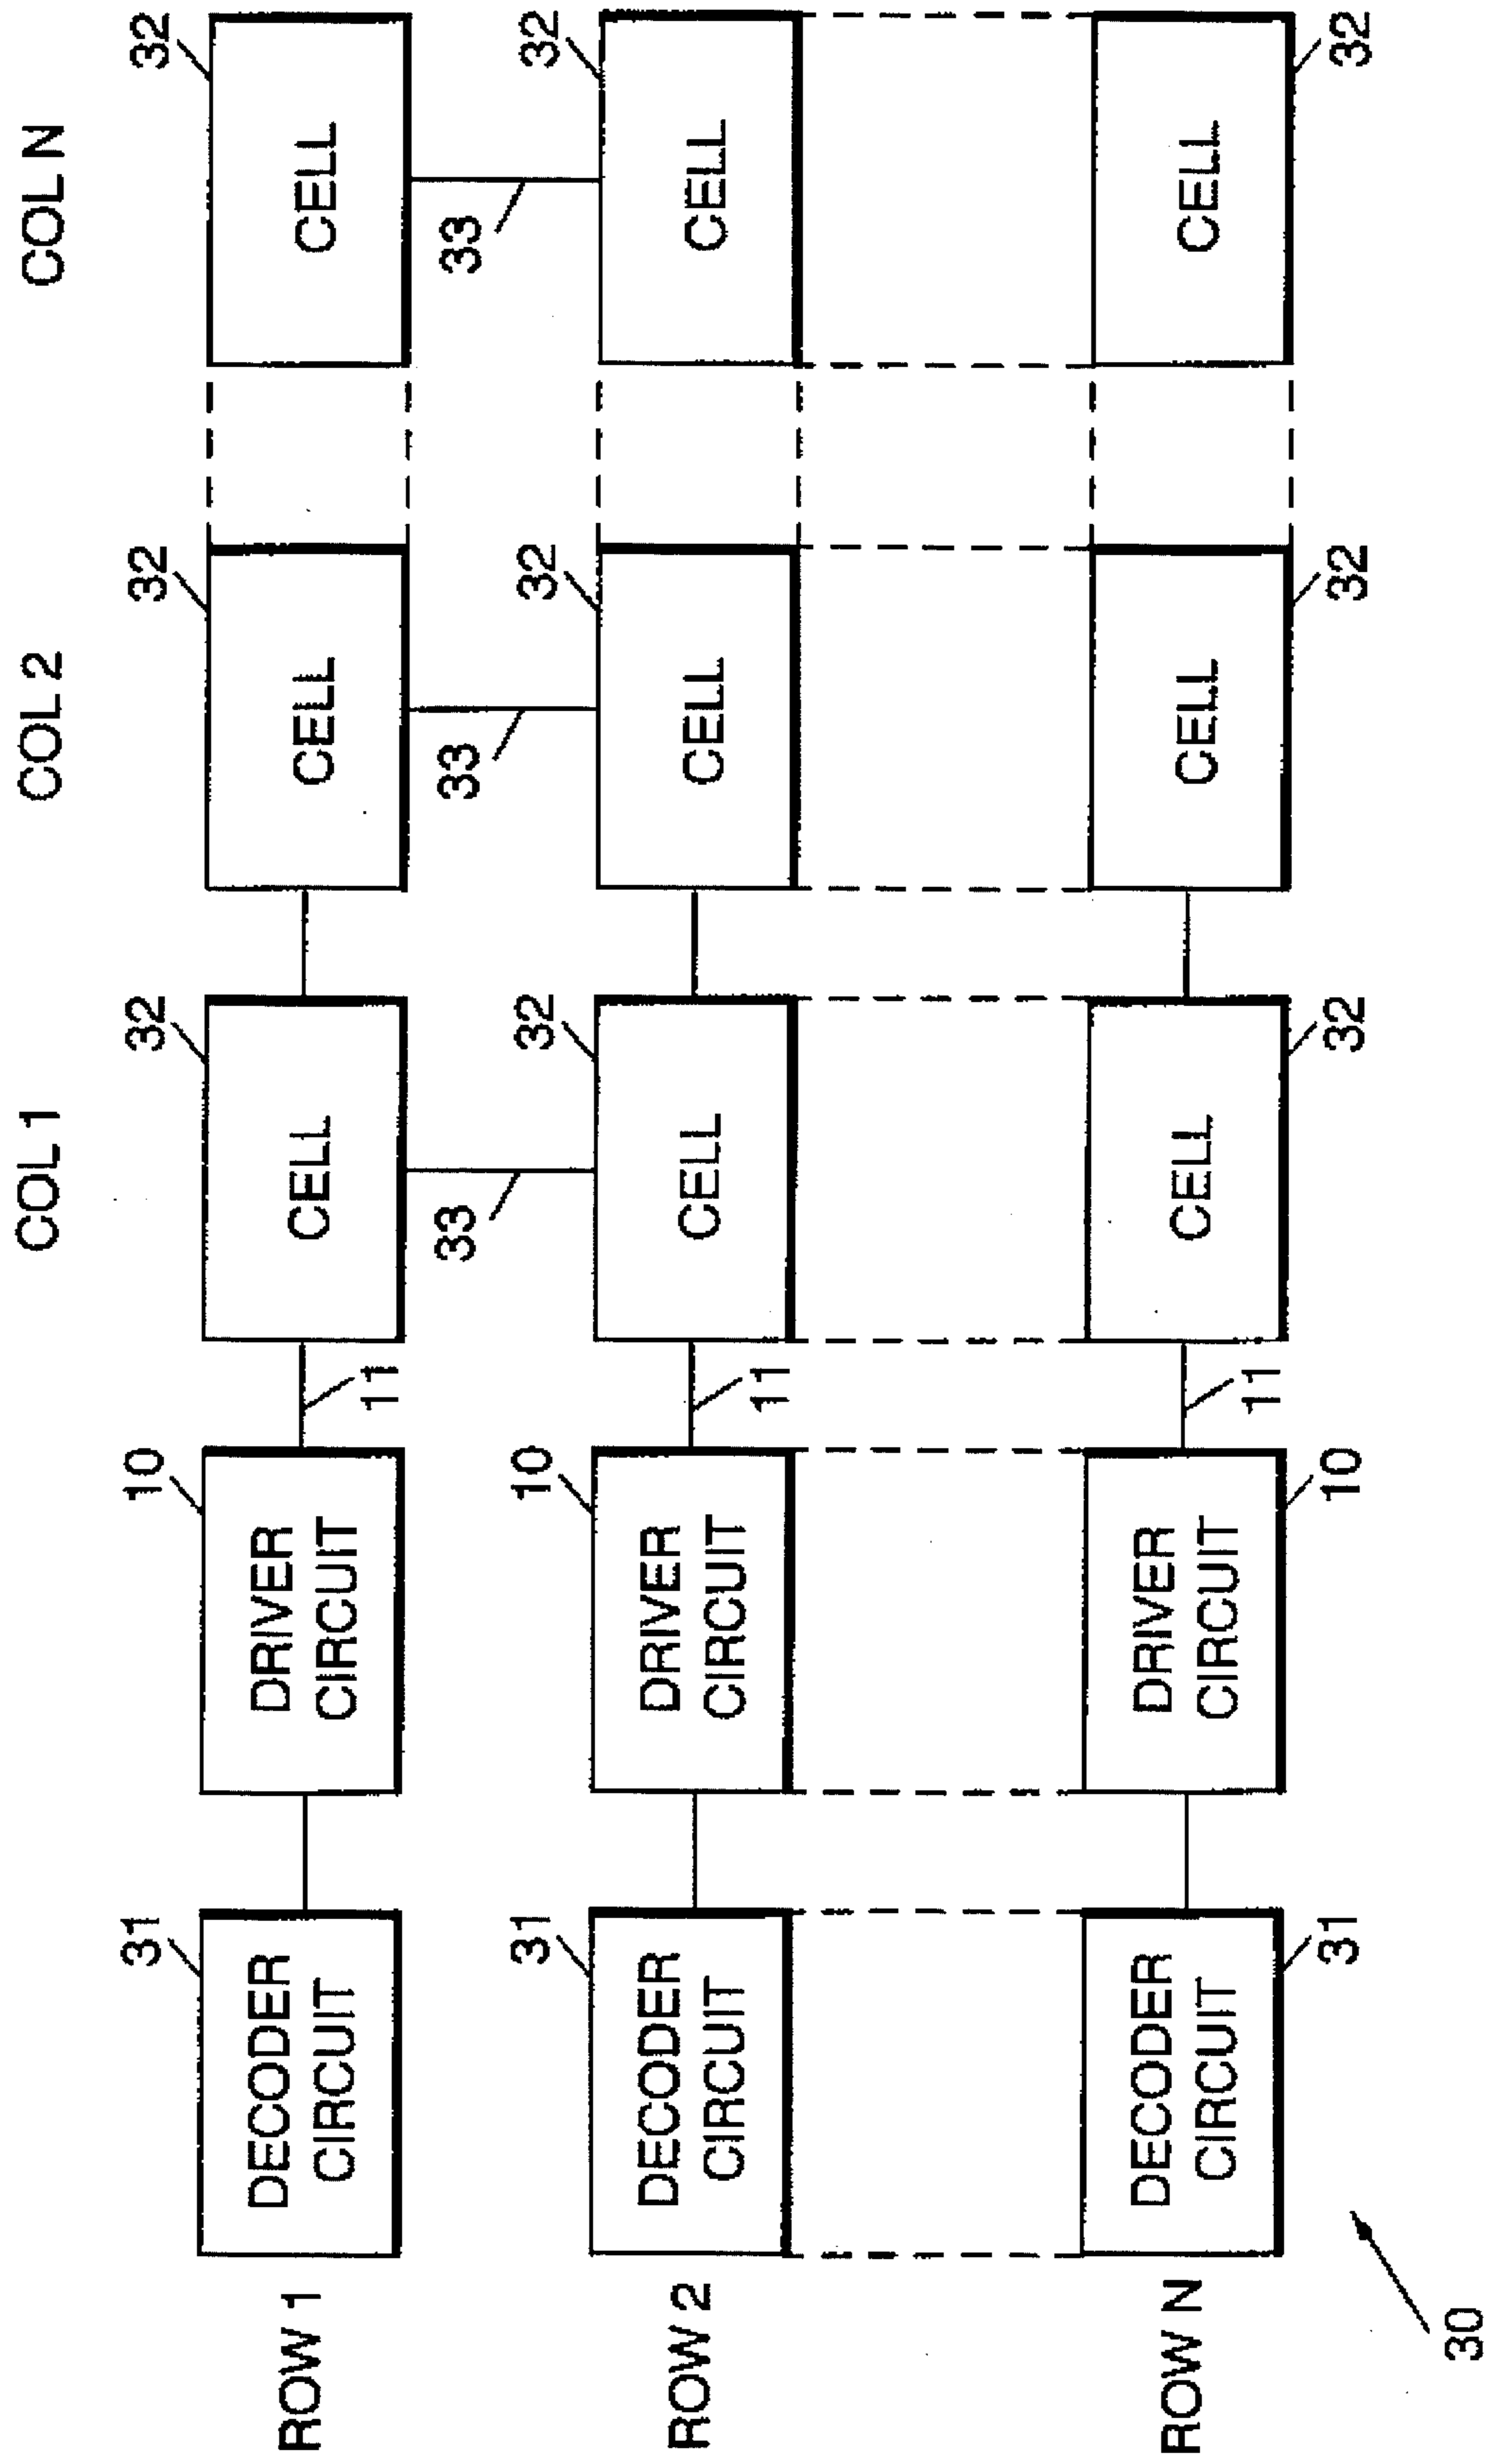 COL 1
COL 2
COL N
31
10
32
32
32
ROW 1
DECODER
CIRCUIT
DRIVER
CIRCUIT
11
CELL
CELL
CELL
33
33
33
31
10
32
32
32
ROW 2
DECODER
CIRCUIT
DRIVER
CIRCUIT
11
CELL
CELL
CELL
ROW N
DECODER
CIRCUIT
DRIVER
CIRCUIT
11
CELL
CELL
CELL
31
10
32
32
32
30